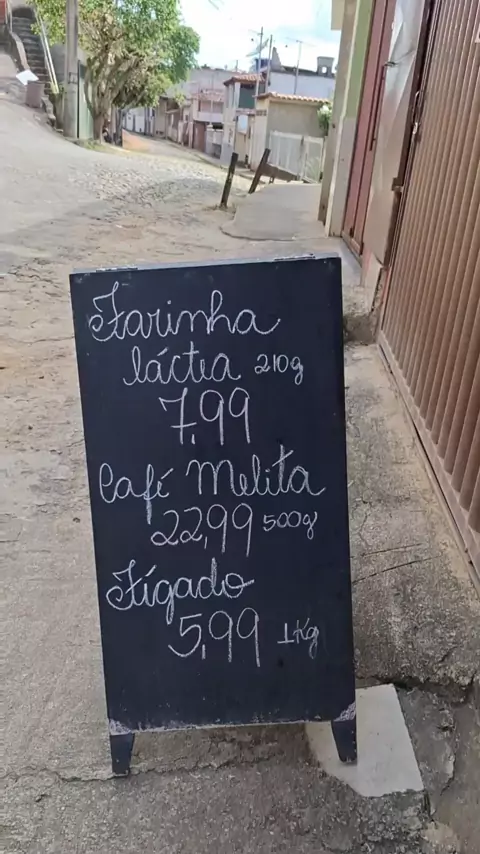 Farinha
láctea 210g
7,99
Café Melita
22,99 500g
Fígado
5,99 1kg